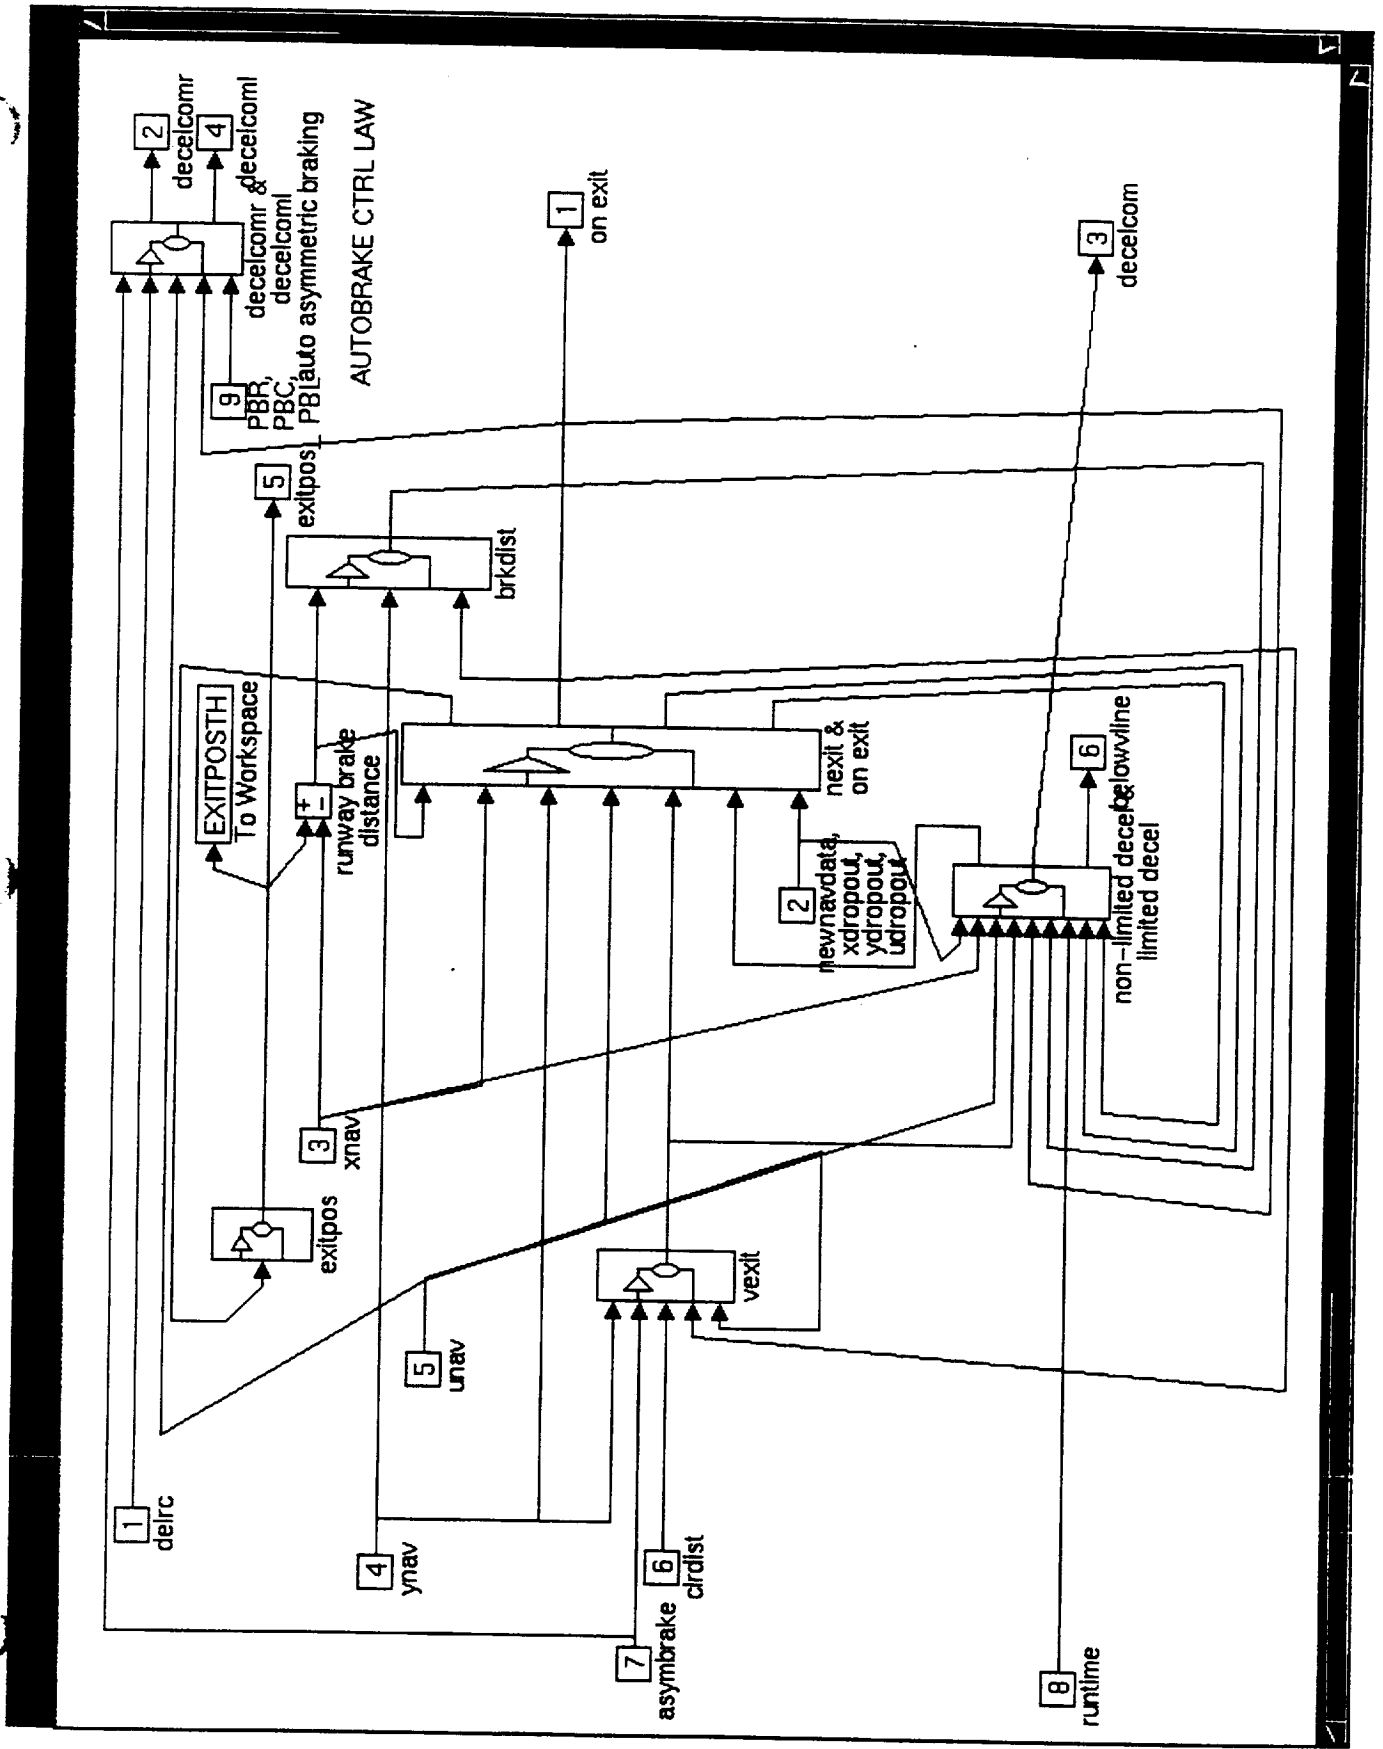 AUTOBRAKE CTRL LAW
1
delrc
4
ynav
7
asymbrake
6
clrdist
8
runtime
5
unav
vexit
exitpos
3
xnav
EXITPOSTH
To Workspace
+
-
runway brake
distance
2
newnavdata,
xdropout,
ydropout,
udropout
nexit &
on exit
non-limited decel &
limited decel
6
belowvline
brkdist
5
exitpos
9
PBR,
PBC,
PBL
decelcomr &
decelcoml
auto asymmetric braking
2
decelcomr
4
decelcoml
1
on exit
3
decelcom